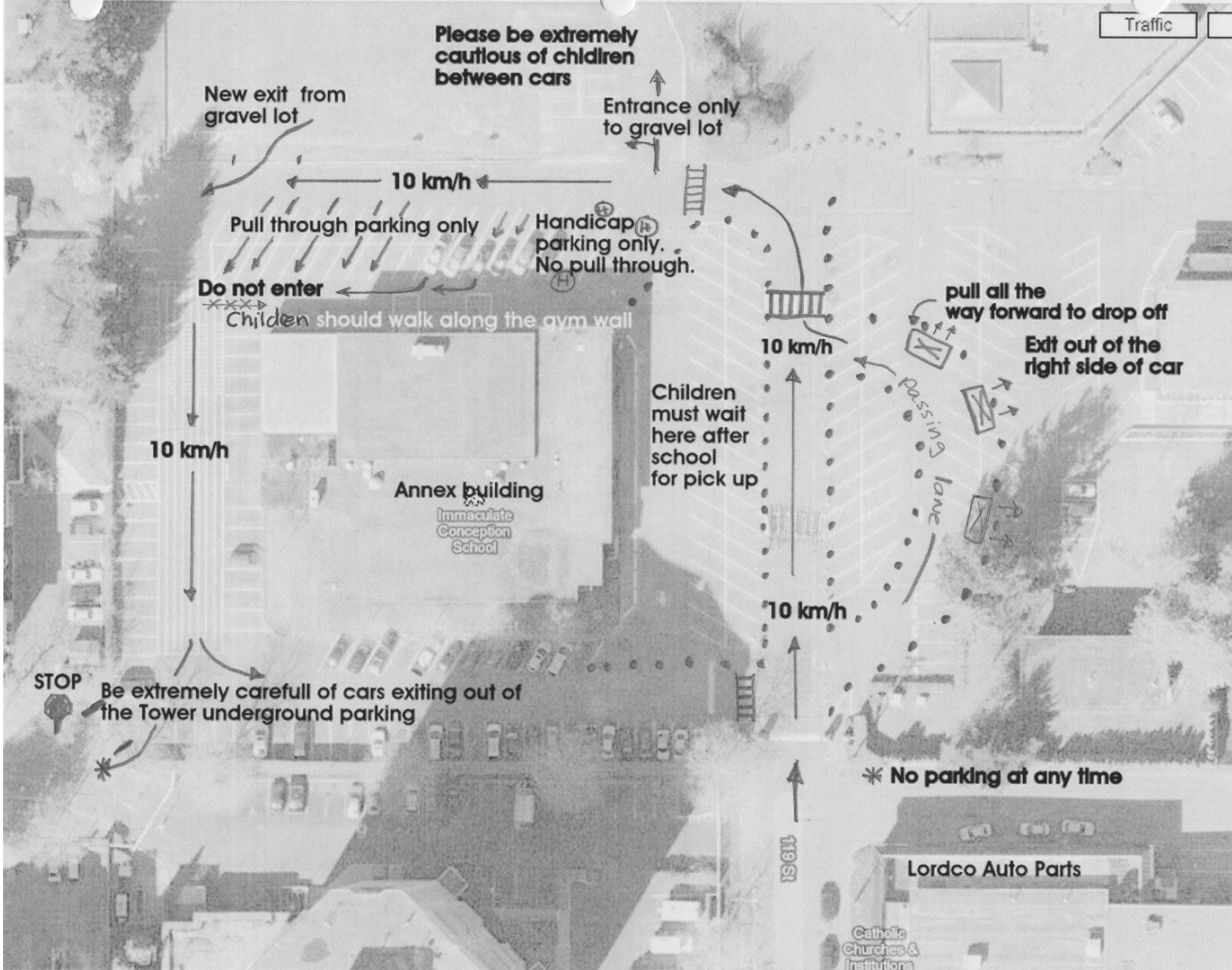 Traffic
Please be extremely
cautious of children
between cars
New exit from
gravel lot
Entrance only
to gravel lot
10 km/h
Pull through parking only
Handicap
parking only.
No pull through.
H
H
H
Do not enter
Children should walk along the gym wall
pull all the
way forward to drop off
Exit out of the
right side of car
10 km/h
passing lane
Children
must wait
here after
school
for pick up
10 km/h
Annex building
Immaculate
Conception
School
10 km/h
STOP
Be extremely carefull of cars exiting out of
the Tower underground parking
* No parking at any time
119 St
Lordco Auto Parts
Catholic
Churches &
Institutions